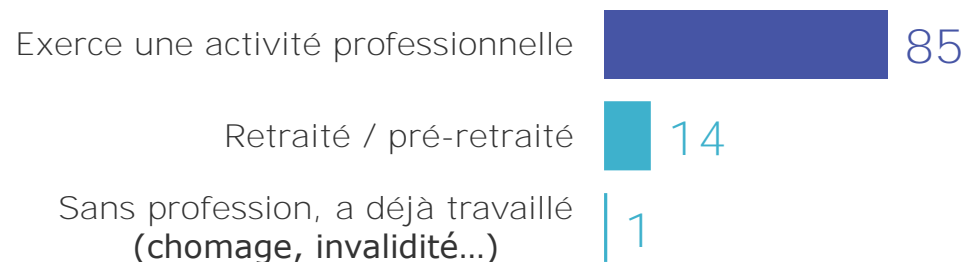 Exerce une activité professionnelle 85
Retraité / pré-retraité 14
Sans profession, a déjà travaillé
(chomage, invalidité…) 1